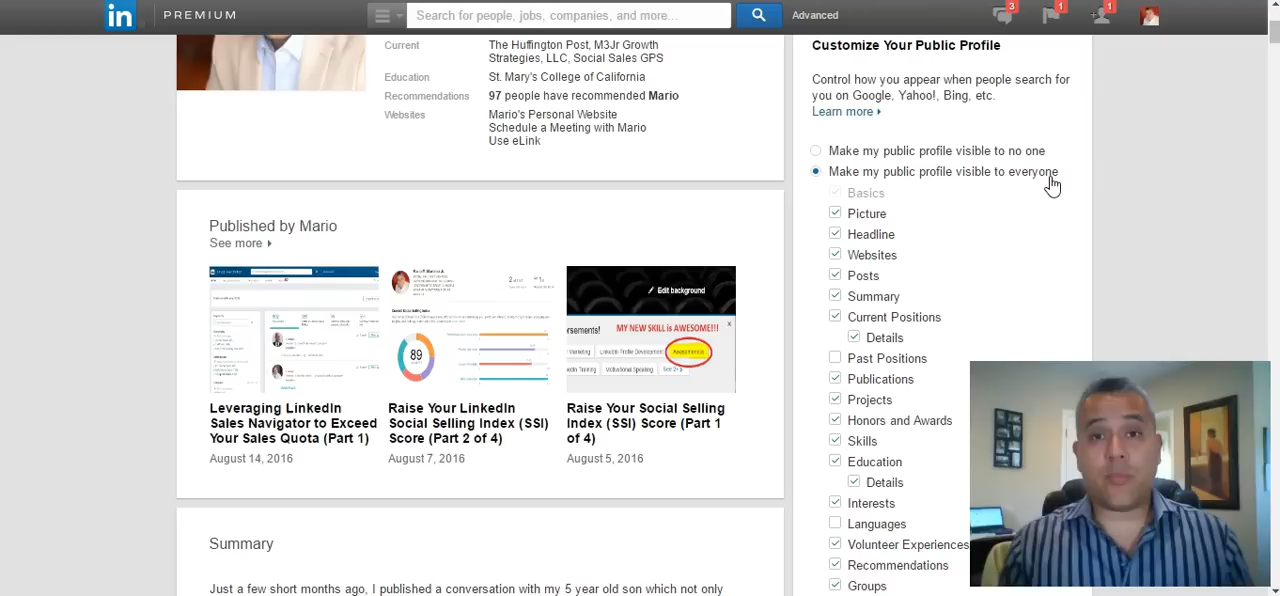 in PREMIUM
Search for people, jobs, companies, and more...
Advanced
3
1
1
Current The Huffington Post, M3Jr Growth
Strategies, LLC, Social Sales GPS
Education St. Mary's College of California
Recommendations 97 people have recommended Mario
Websites Mario's Personal Website
Schedule a Meeting with Mario
Use eLink
Published by Mario
See more
Edit background
MY NEW SKILL is AWESOME!!!
x
89
Leveraging LinkedIn
Sales Navigator to Exceed
Your Sales Quota (Part 1)
August 14, 2016
Raise Your LinkedIn
Social Selling Index (SSI)
Score (Part 2 of 4)
August 7, 2016
Raise Your Social Selling
Index (SSI) Score (Part 1
of 4)
August 5, 2016
Summary
Just a few short months ago, I published a conversation with my 5 year old son which not only
Customize Your Public Profile
Control how you appear when people search for
you on Google, Yahoo!, Bing, etc.
Learn more
Make my public profile visible to no one
Make my public profile visible to everyone
Basics
Picture
Headline
Websites
Posts
Summary
Current Positions
Details
Past Positions
Publications
Projects
Honors and Awards
Skills
Education
Details
Interests
Languages
Volunteer Experiences
Recommendations
Groups